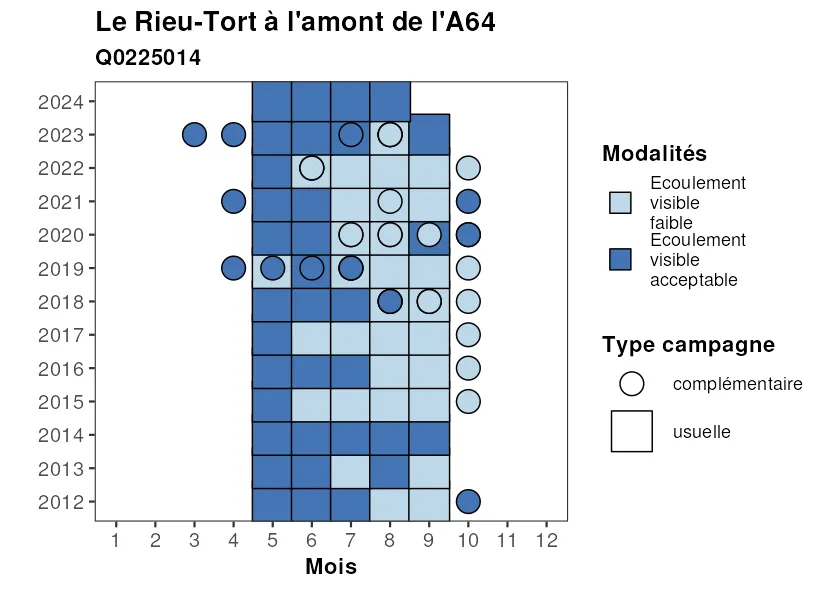 Le Rieu-Tort à l'amont de l'A64
Q0225014
2024
2023
2022
2021
2020
2019
2018
2017
2016
2015
2014
2013
2012
1 2 3 4 5 6 7 8 9 10 11 12
Mois
Modalités
Ecoulement
visible
faible
Ecoulement
visible
acceptable
Type campagne
complémentaire
usuelle